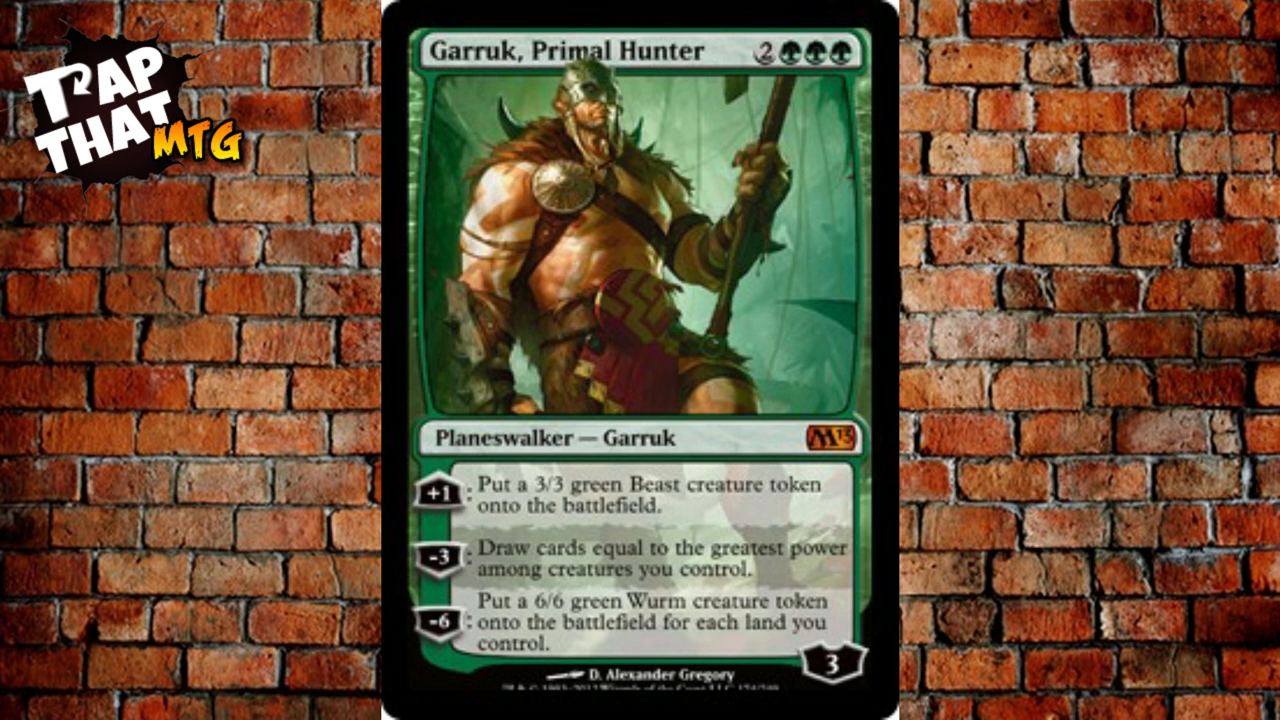 TRAP
THAT
MTG
Garruk, Primal Hunter 2
Planeswalker — Garruk M13
+1: Put a 3/3 green Beast creature token
onto the battlefield.
-3: Draw cards equal to the greatest power
among creatures you control.
-6: Put a 6/6 green Wurm creature token
onto the battlefield for each land you
control.
3
D. Alexander Gregory